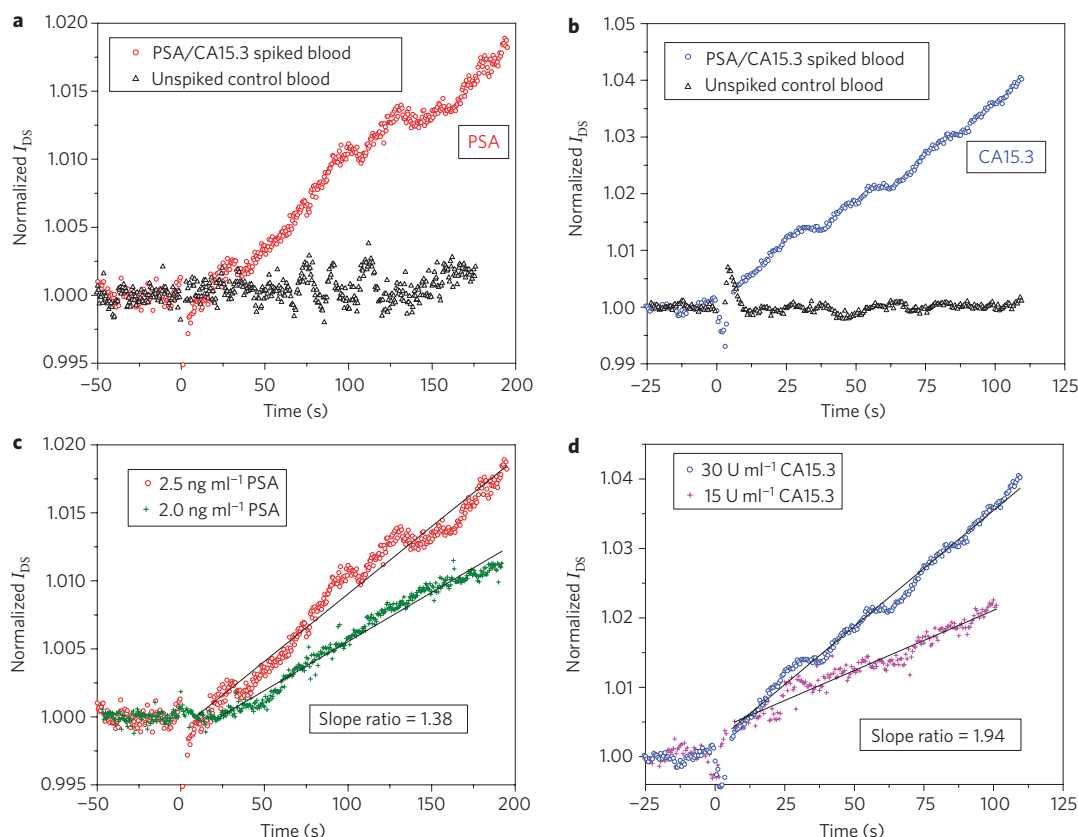 a
1.020
1.015
1.010
1.005
1.000
0.995
Normalized I_DS
PSA/CA15.3 spiked blood
Unspiked control blood
PSA
−50 0 50 100 150 200
Time (s)
b
1.05
1.04
1.03
1.02
1.01
1.00
0.99
Normalized I_DS
PSA/CA15.3 spiked blood
Unspiked control blood
CA15.3
−25 0 25 50 75 100 125
Time (s)
c
1.020
1.015
1.010
1.005
1.000
0.995
Normalized I_DS
2.5 ng ml⁻¹ PSA
2.0 ng ml⁻¹ PSA
Slope ratio = 1.38
−50 0 50 100 150 200
Time (s)
d
1.04
1.03
1.02
1.01
1.00
Normalized I_DS
30 U ml⁻¹ CA15.3
15 U ml⁻¹ CA15.3
Slope ratio = 1.94
−25 0 25 50 75 100 125
Time (s)